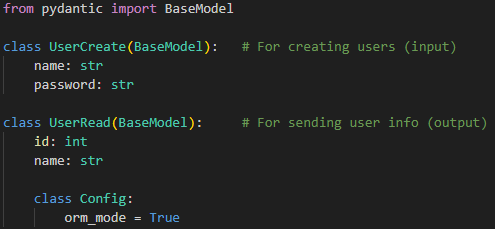 from pydantic import BaseModel
class UserCreate(BaseModel):   # For creating users (input)
    name: str
    password: str
class UserRead(BaseModel):     # For sending user info (output)
    id: int
    name: str
    class Config:
        orm_mode = True